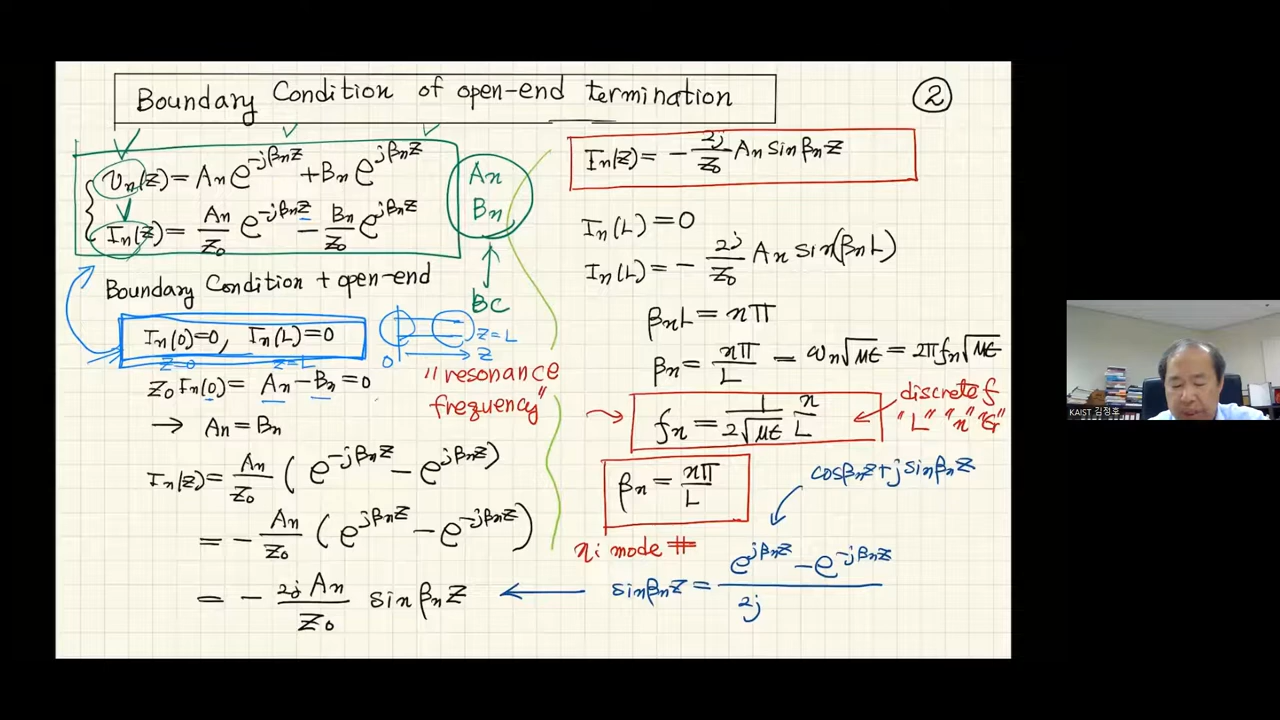 Boundary Condition of open-end termination
②
Vn(z) = An e^-jβnz + Bn e^jβnz
In(z) = An/Z0 e^-jβnz - Bn/Z0 e^jβnz
An
Bn
BC
Boundary Condition + open-end
In(0)=0, In(L)=0
z=0 z=L
0 z z=L
Z0 In(0) = An - Bn = 0
→ An = Bn
In(z) = An/Z0 (e^-jβnz - e^jβnz)
= - An/Z0 (e^jβnz - e^-jβnz)
= - 2jAn/Z0 sin βnz
"resonance
frequency"
In(z) = - 2j/Z0 An sin βnz
In(L) = 0
In(L) = - 2j/Z0 An sin(βnL)
βnL = nπ
βn = nπ/L = ωn√με = 2πfn√με
fn = 1/2√με n/L
discrete f
"L" "n" "εr"
βn = nπ/L
n; mode #
cosβnz + j sinβnz
sinβnz = e^jβnz - e^-jβnz / 2j
KAIST 김정호